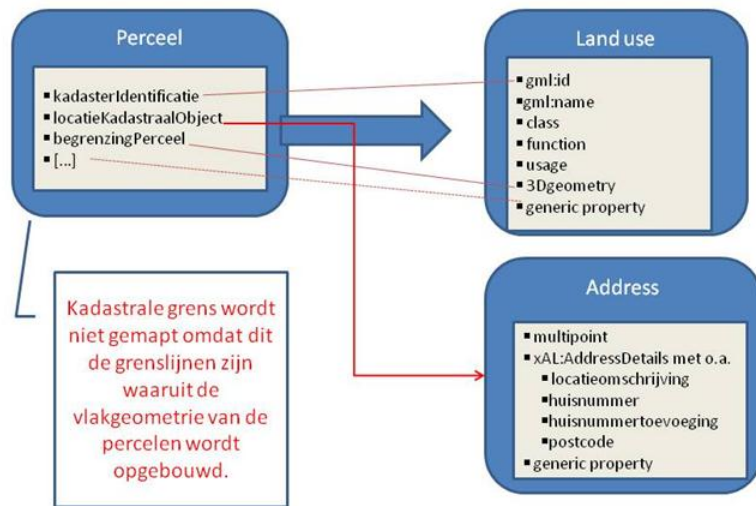 Perceel
▪ kadasterIdentificatie
▪ locatieKadastraalObject
▪ begrenzingPerceel
▪ [...]
Kadastrale grens wordt
niet gemapt omdat dit
de grenslijnen zijn
waaruit de
vlakgeometrie van de
percelen wordt
opgebouwd.
Land use
▪ gml:id
▪ gml:name
▪ class
▪ function
▪ usage
▪ 3Dgeometry
▪ generic property
Address
▪ multipoint
▪ xAL:AddressDetails met o.a.
▪ locatieomschrijving
▪ huisnummer
▪ huisnummertoevoeging
▪ postcode
▪ generic property